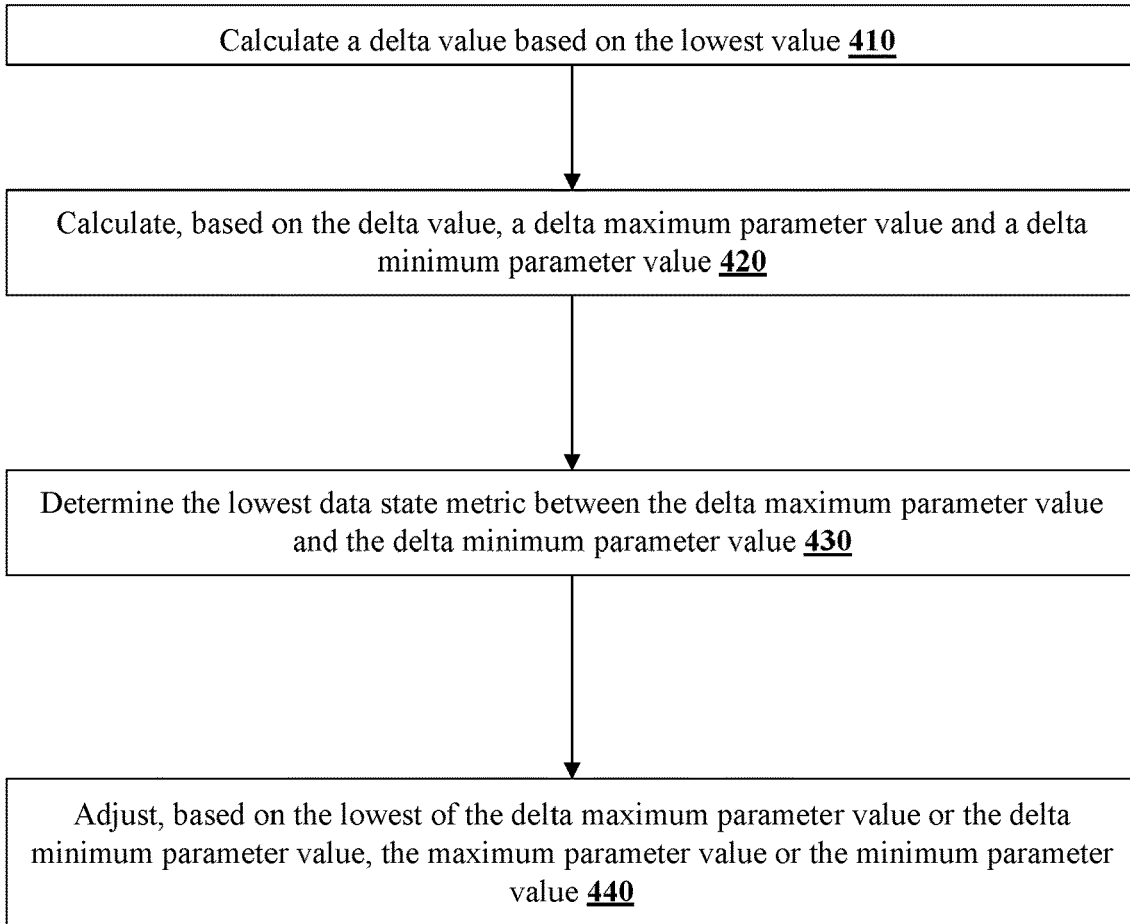 Calculate a delta value based on the lowest value 410
Calculate, based on the delta value, a delta maximum parameter value and a delta
minimum parameter value 420
Determine the lowest data state metric between the delta maximum parameter value
and the delta minimum parameter value 430
Adjust, based on the lowest of the delta maximum parameter value or the delta
minimum parameter value, the maximum parameter value or the minimum parameter
value 440